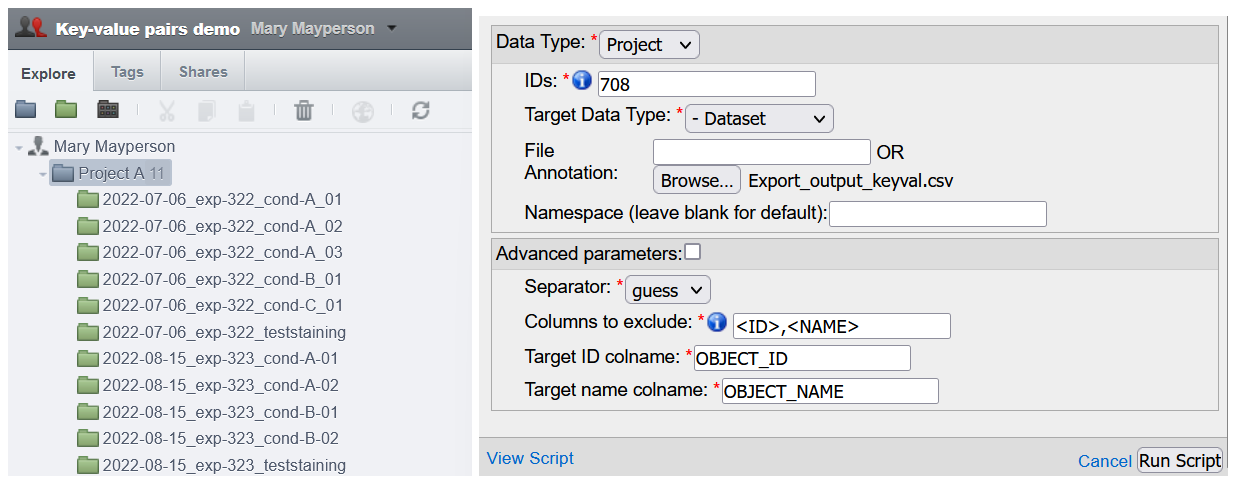 Key-value pairs demo Mary Mayperson
Explore Tags Shares
Mary Mayperson
Project A 11
2022-07-06_exp-322_cond-A_01
2022-07-06_exp-322_cond-A_02
2022-07-06_exp-322_cond-A_03
2022-07-06_exp-322_cond-B_01
2022-07-06_exp-322_cond-C_01
2022-07-06_exp-322_teststaining
2022-08-15_exp-323_cond-A-01
2022-08-15_exp-323_cond-A-02
2022-08-15_exp-323_cond-B-01
2022-08-15_exp-323_cond-B-02
2022-08-15_exp-323_teststaining
Data Type: * Project
IDs: * i 708
Target Data Type: * - Dataset
File
Annotation:
OR
Browse... Export_output_keyval.csv
Namespace (leave blank for default):
Advanced parameters:
Separator: * guess
Columns to exclude: * i <ID>,<NAME>
Target ID colname: * OBJECT_ID
Target name colname: * OBJECT_NAME
View Script
Cancel Run Script